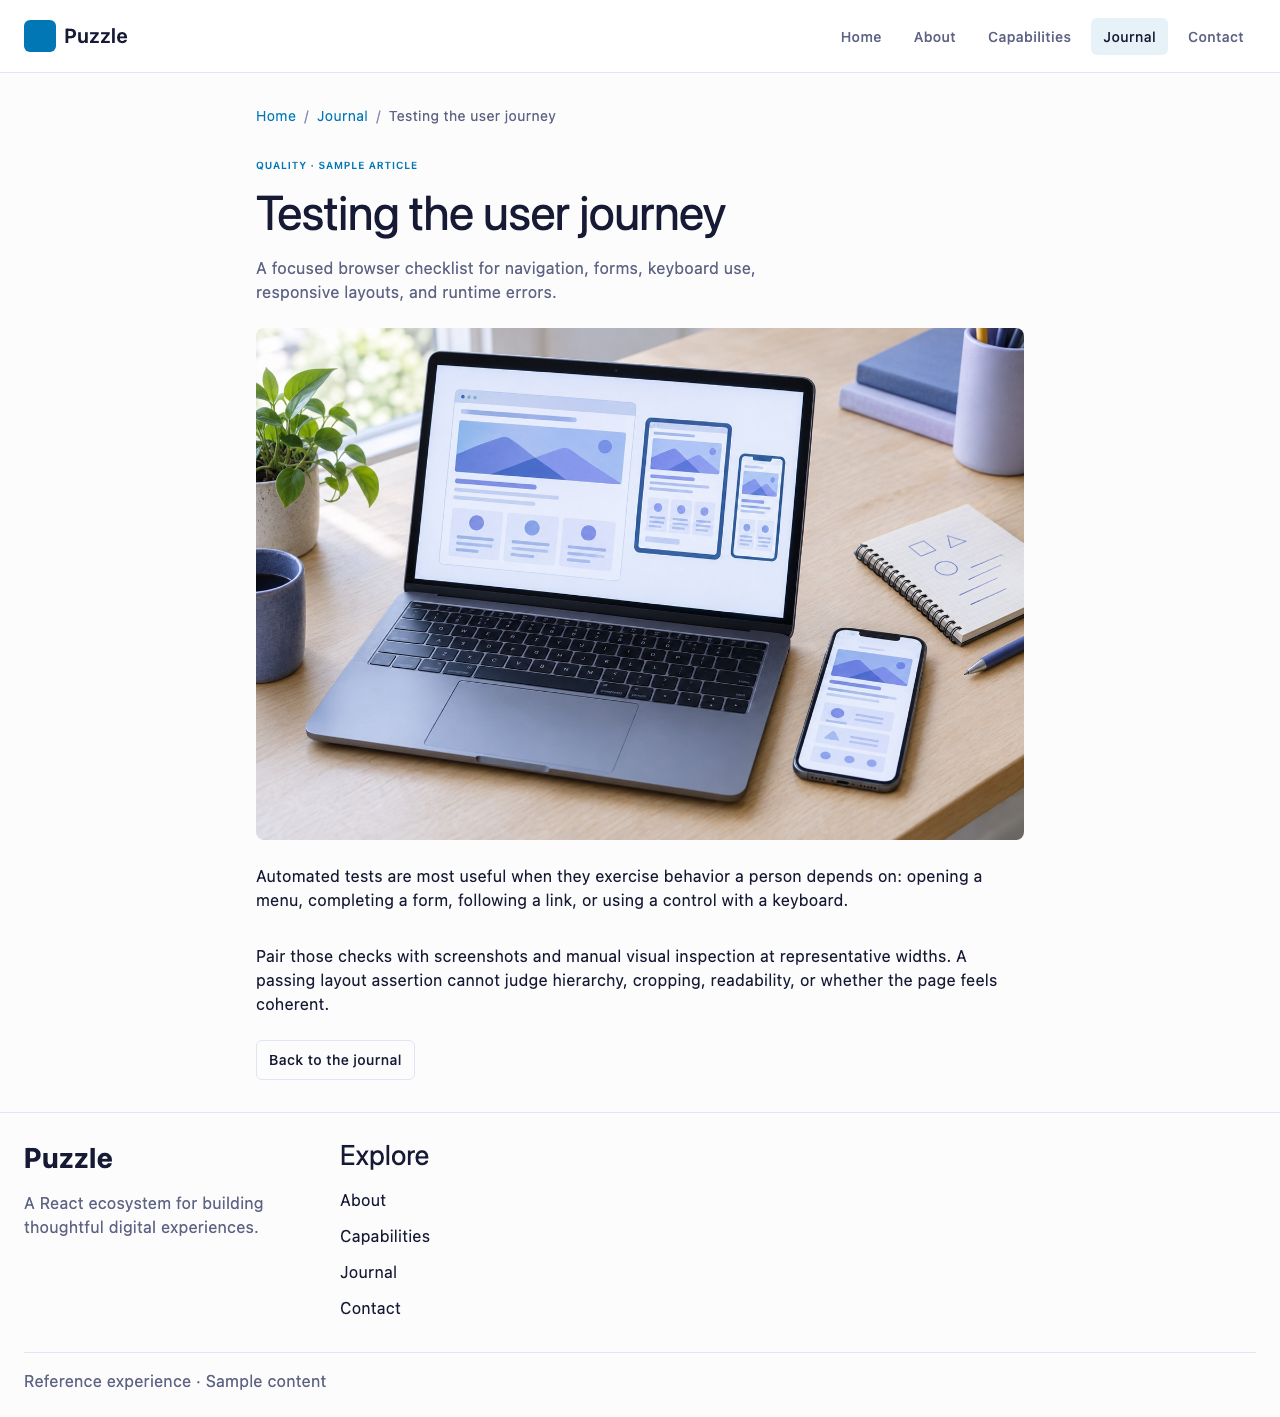 Puzzle
Home
About
Capabilities
Journal
Contact
Home / Journal / Testing the user journey
QUALITY · SAMPLE ARTICLE
Testing the user journey
A focused browser checklist for navigation, forms, keyboard use,
responsive layouts, and runtime errors.
Automated tests are most useful when they exercise behavior a person depends on: opening a
menu, completing a form, following a link, or using a control with a keyboard.
Pair those checks with screenshots and manual visual inspection at representative widths. A
passing layout assertion cannot judge hierarchy, cropping, readability, or whether the page feels
coherent.
Back to the journal
Puzzle
A React ecosystem for building
thoughtful digital experiences.
Explore
About
Capabilities
Journal
Contact
Reference experience · Sample content